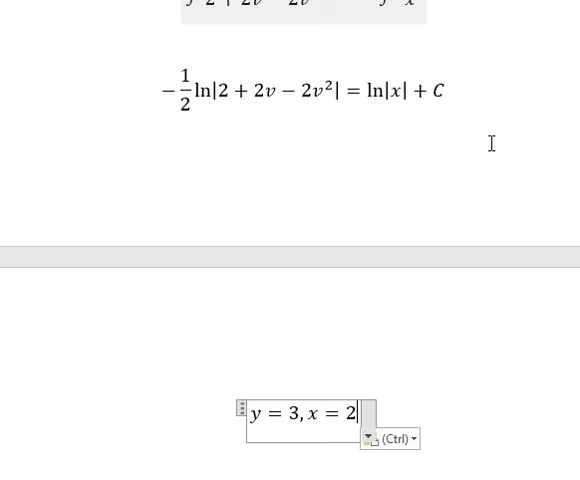 -1/2 ln|2 + 2v − 2v²| = ln|x| + C
y = 3, x = 2
(Ctrl)